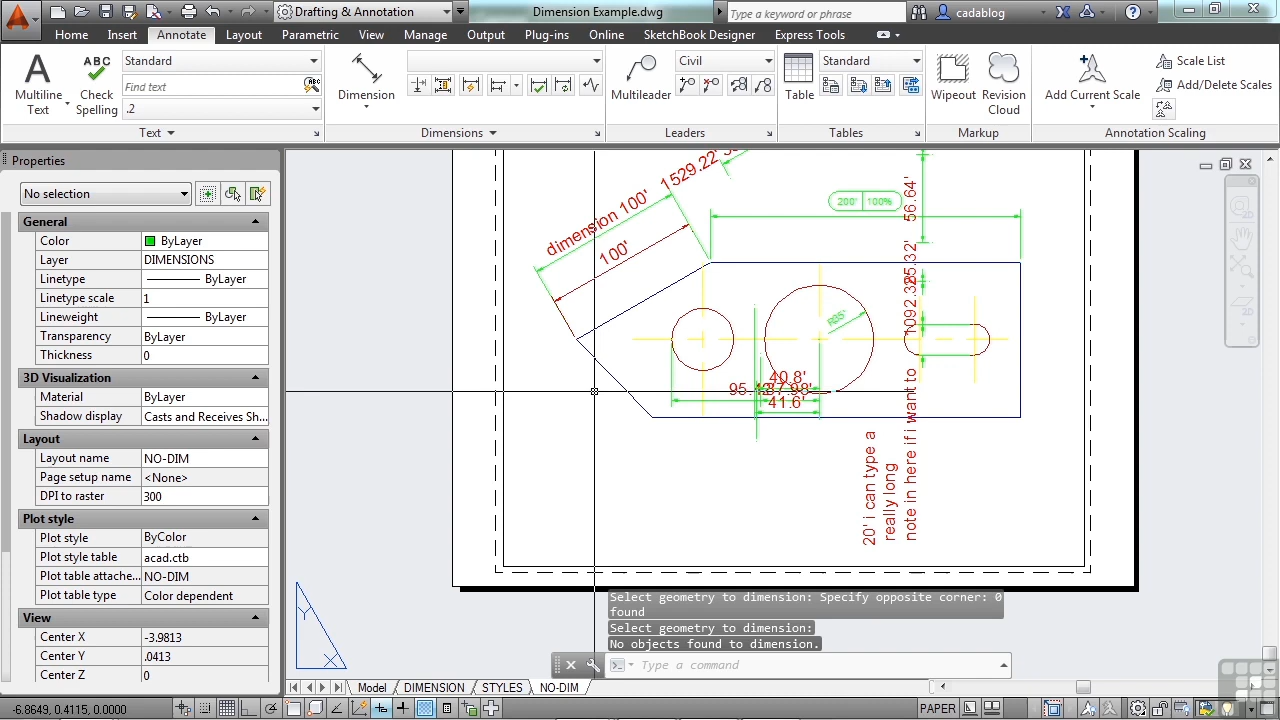 Drafting & Annotation
Dimension Example.dwg
Type a keyword or phrase
cadablog
Home Insert Annotate Layout Parametric View Manage Output Plug-ins Online SketchBook Designer Express Tools
Multiline Text
ABC
Check Spelling
Standard
Find text
.2
Dimension
Multileader
Civil
Table
Standard
Wipeout
Revision Cloud
Add Current Scale
Scale List
Add/Delete Scales
Text
Dimensions
Leaders
Tables
Markup
Annotation Scaling
Properties
No selection
General
Color ByLayer
Layer DIMENSIONS
Linetype ByLayer
Linetype scale 1
Lineweight ByLayer
Transparency ByLayer
Thickness 0
3D Visualization
Material ByLayer
Shadow display Casts and Receives Sh...
Layout
Layout name NO-DIM
Page setup name <None>
DPI to raster 300
Plot style
Plot style ByColor
Plot style table acad.ctb
Plot table attache... NO-DIM
Plot table type Color dependent
View
Center X -3.9813
Center Y .0413
Center Z 0
1529.22'
dimension 100'
100'
200' 100%
56.64'
R35'
40.8'
41.6'
20' i can type a
really long
note in here if i want to
Y
X
Select geometry to dimension: Specify opposite corner: 0
found
Select geometry to dimension:
No objects found to dimension.
Type a command
Model DIMENSION STYLES NO-DIM
-6.8649, 0.4115, 0.0000
PAPER